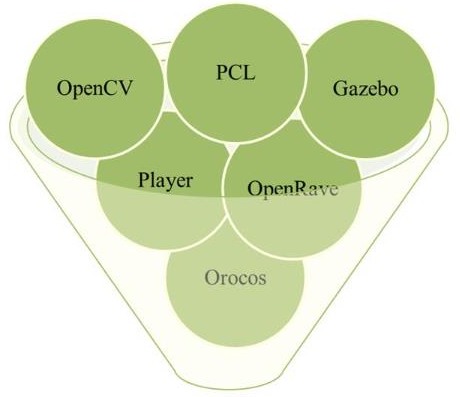 OpenCV
PCL
Gazebo
Player
OpenRave
Orocos